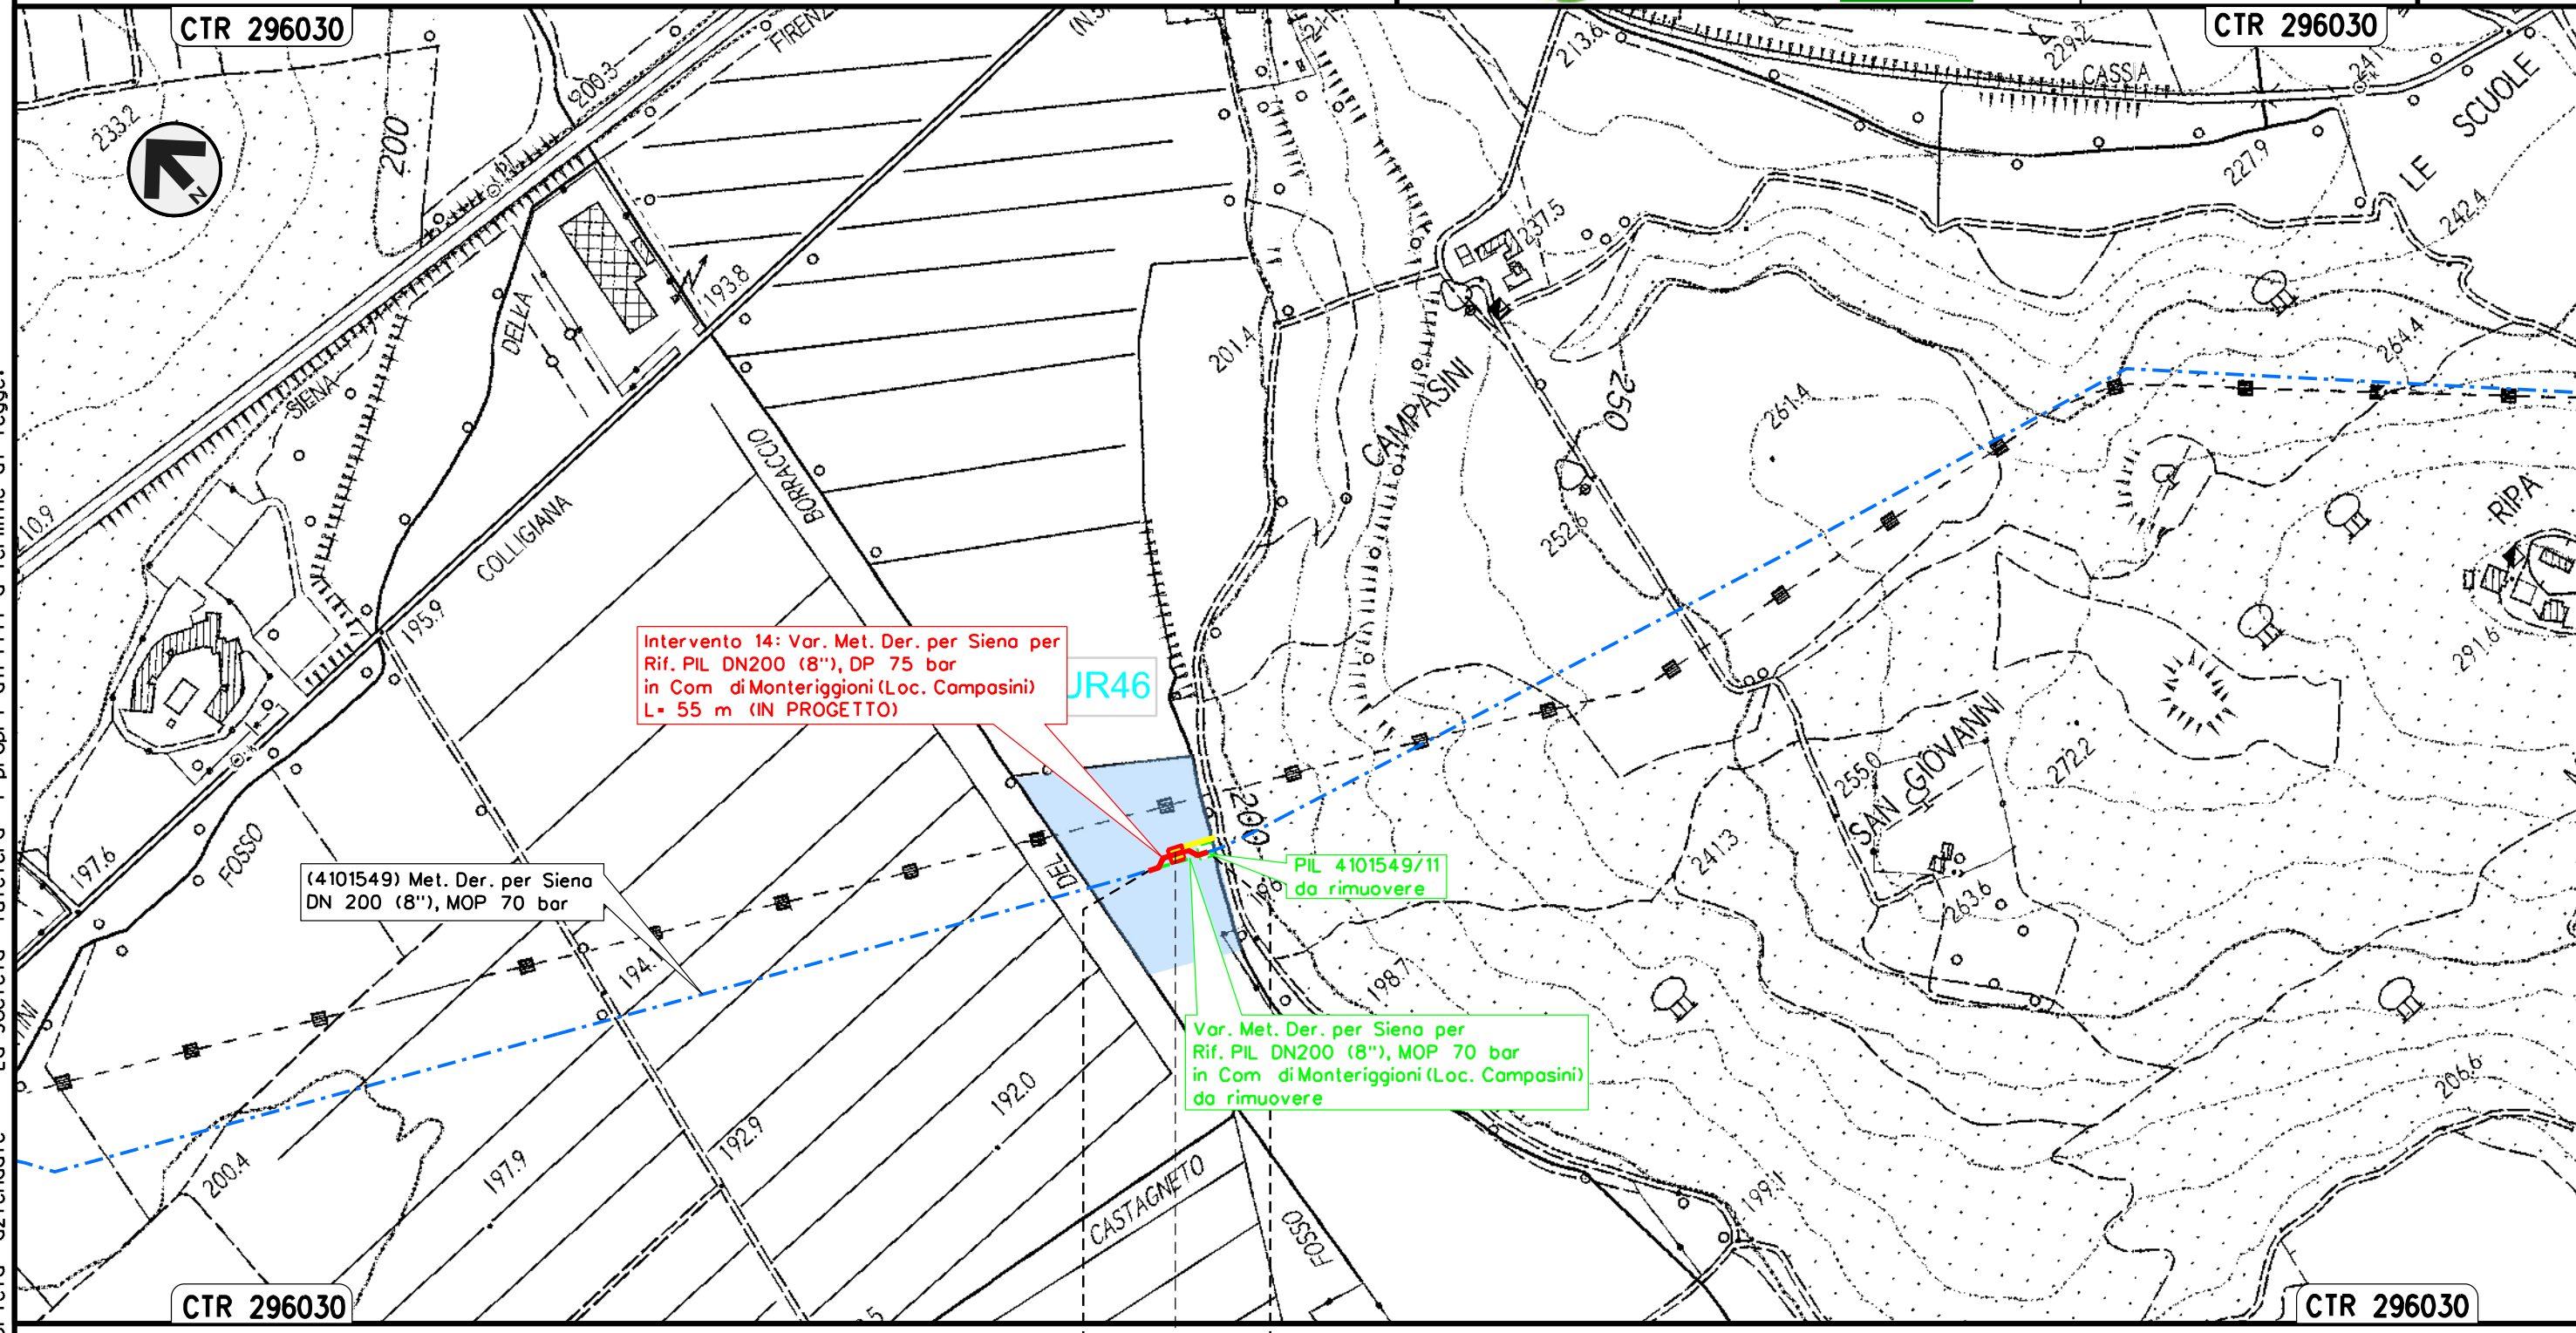 CTR 296030
CTR 296030
FIRENZE
(N.5
213.6
229.2
CASSIA
241
LE SCUOLE
233.2
200
200.3
227.9
242.4
N
237.5
193.8
DELLA
SIENA
201.4
CAMPASINI
250
261.4
264.4
BORRACCIO
COLLIGIANA
10.9
252.6
RIPA
195.9
291.6
Intervento 14: Var. Met. Der. per Siena per
Rif. PIL DN200 (8''), DP 75 bar
in Com di Monteriggioni (Loc. Campasini)
L= 55 m (IN PROGETTO)
UR46
SAN GIOVANNI
255.0
272.2
200
241.3
263.6
197.6
FOSSO
DEL
PIL 4101549/11
da rimuovere
196
(4101549) Met. Der. per Siena
DN 200 (8''), MOP 70 bar
194.1
198.7
Var. Met. Der. per Siena per
Rif. PIL DN200 (8''), MOP 70 bar
in Com di Monteriggioni (Loc. Campasini)
da rimuovere
192.0
192.9
197.9
200.4
206.6
199.1
CASTAGNETO
FOSSO
CTR 296030
CTR 296030